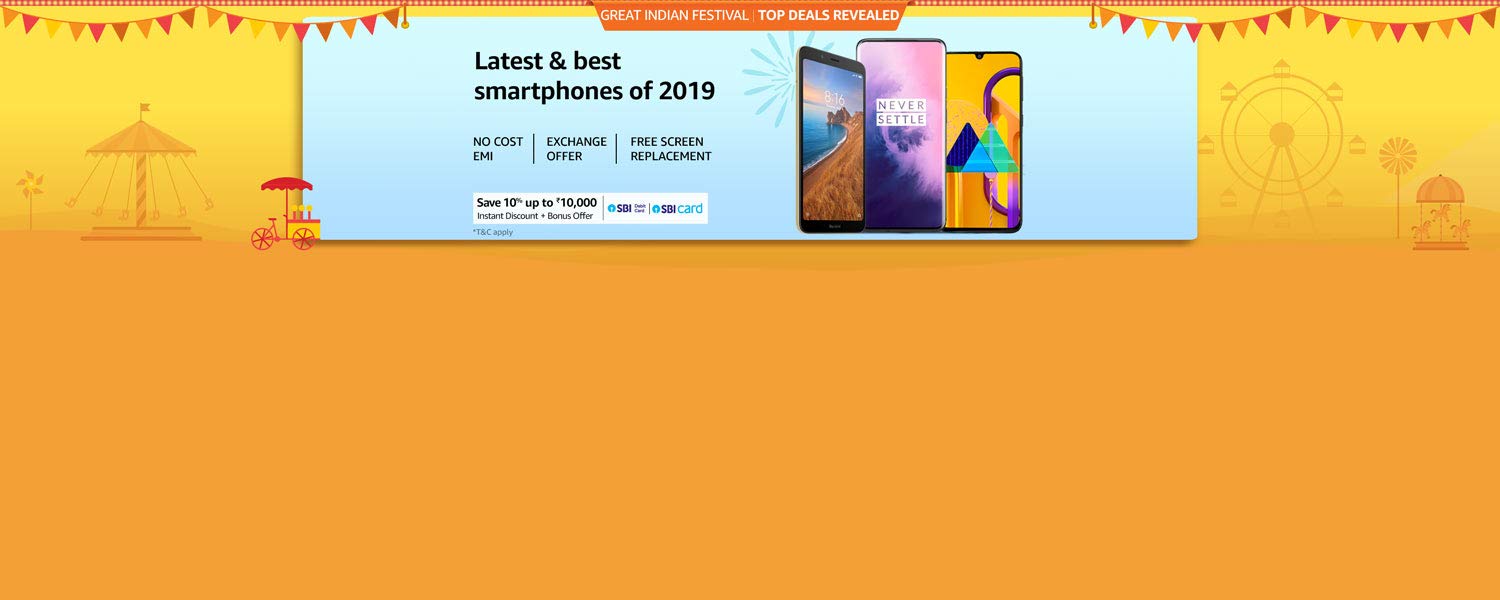 GREAT INDIAN FESTIVAL | TOP DEALS REVEALED
Latest & best
smartphones of 2019
NO COST
EMI
EXCHANGE
OFFER
FREE SCREEN
REPLACEMENT
Save 10% up to ₹10,000
Instant Discount + Bonus Offer
SBI Debit
Card
SBI card
*T&C apply
8:16
NEVER
SETTLE
Redmi